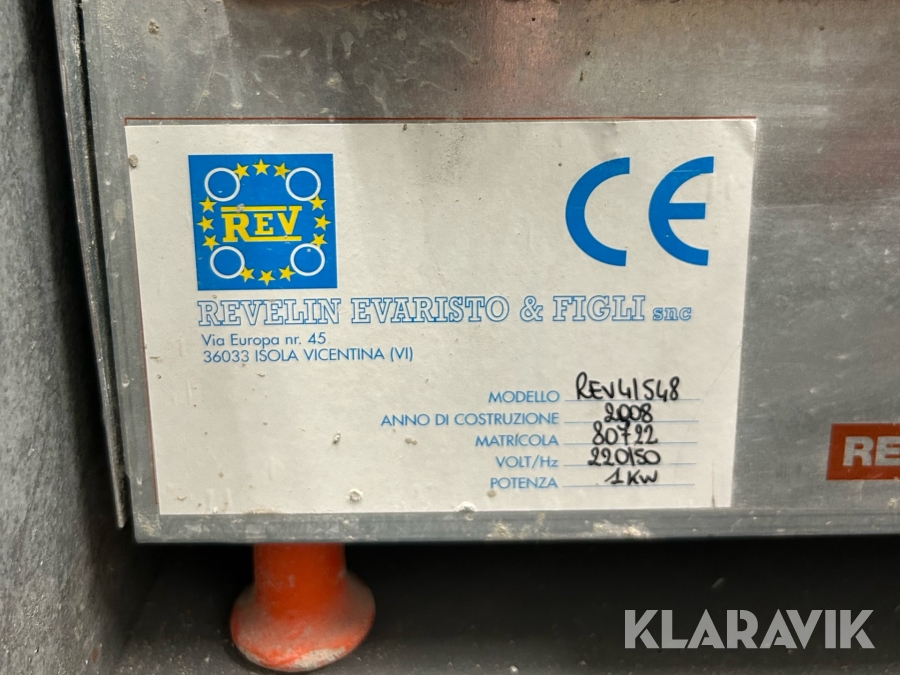 REV
CE
REVELIN EVARISTO & FIGLI snc
Via Europa nr. 45
36033 ISOLA VICENTINA (VI)
MODELLO REV41548
ANNO DI COSTRUZIONE 2008
MATRÍCOLA 80722
VOLT/Hz 220/50
POTENZA 1KW
RE
KLARAVIK